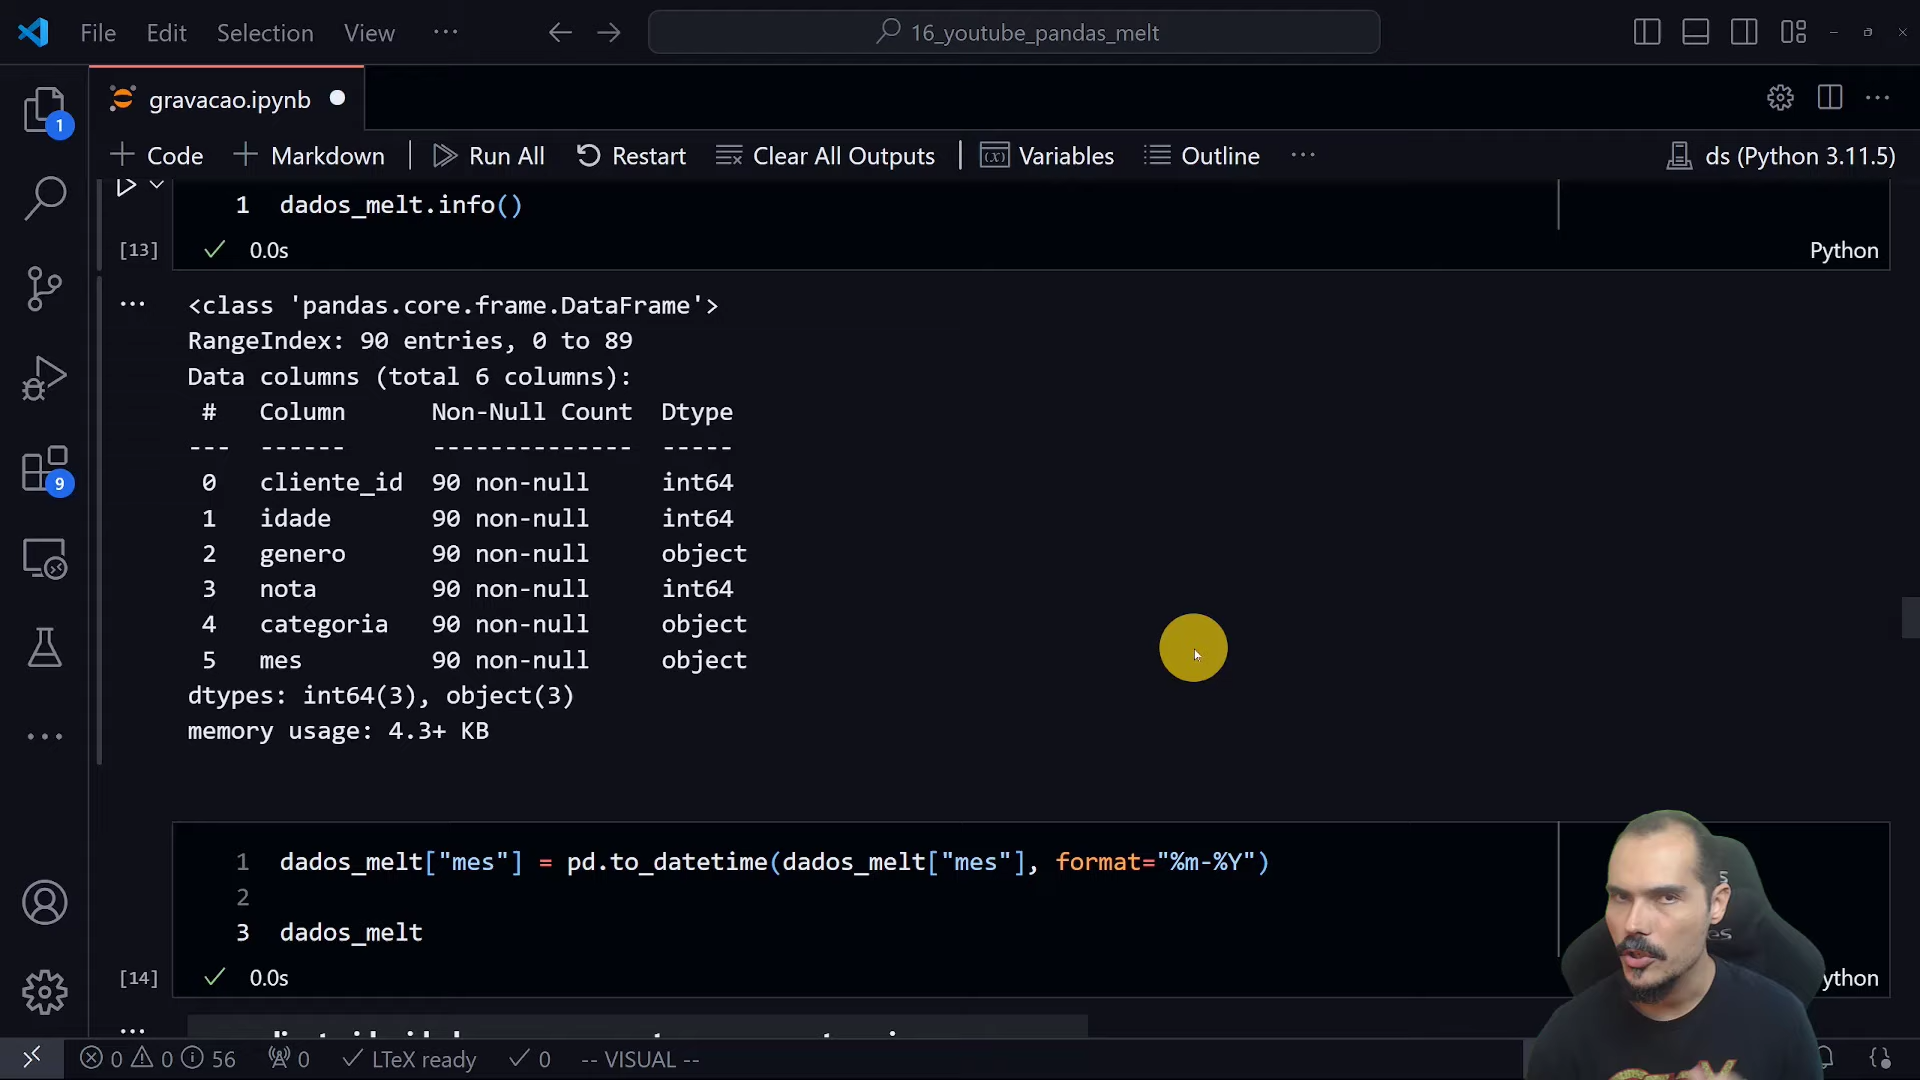 File Edit Selection View ··· 16_youtube_pandas_melt
gravacao.ipynb
1
Code Markdown Run All Restart Clear All Outputs Variables Outline ··· ds (Python 3.11.5)
1 dados_melt.info()
[13] 0.0s Python
<class 'pandas.core.frame.DataFrame'>
RangeIndex: 90 entries, 0 to 89
Data columns (total 6 columns):
# Column Non-Null Count Dtype
--- ------ -------------- -----
0 cliente_id 90 non-null int64
9
1 idade 90 non-null int64
2 genero 90 non-null object
3 nota 90 non-null int64
4 categoria 90 non-null object
5 mes 90 non-null object
dtypes: int64(3), object(3)
memory usage: 4.3+ KB
1 dados_melt["mes"] = pd.to_datetime(dados_melt["mes"], format="%m-%Y")
2
3 dados_melt
[14] 0.0s ython
0 0 56 0 LTeX ready 0 -- VISUAL --